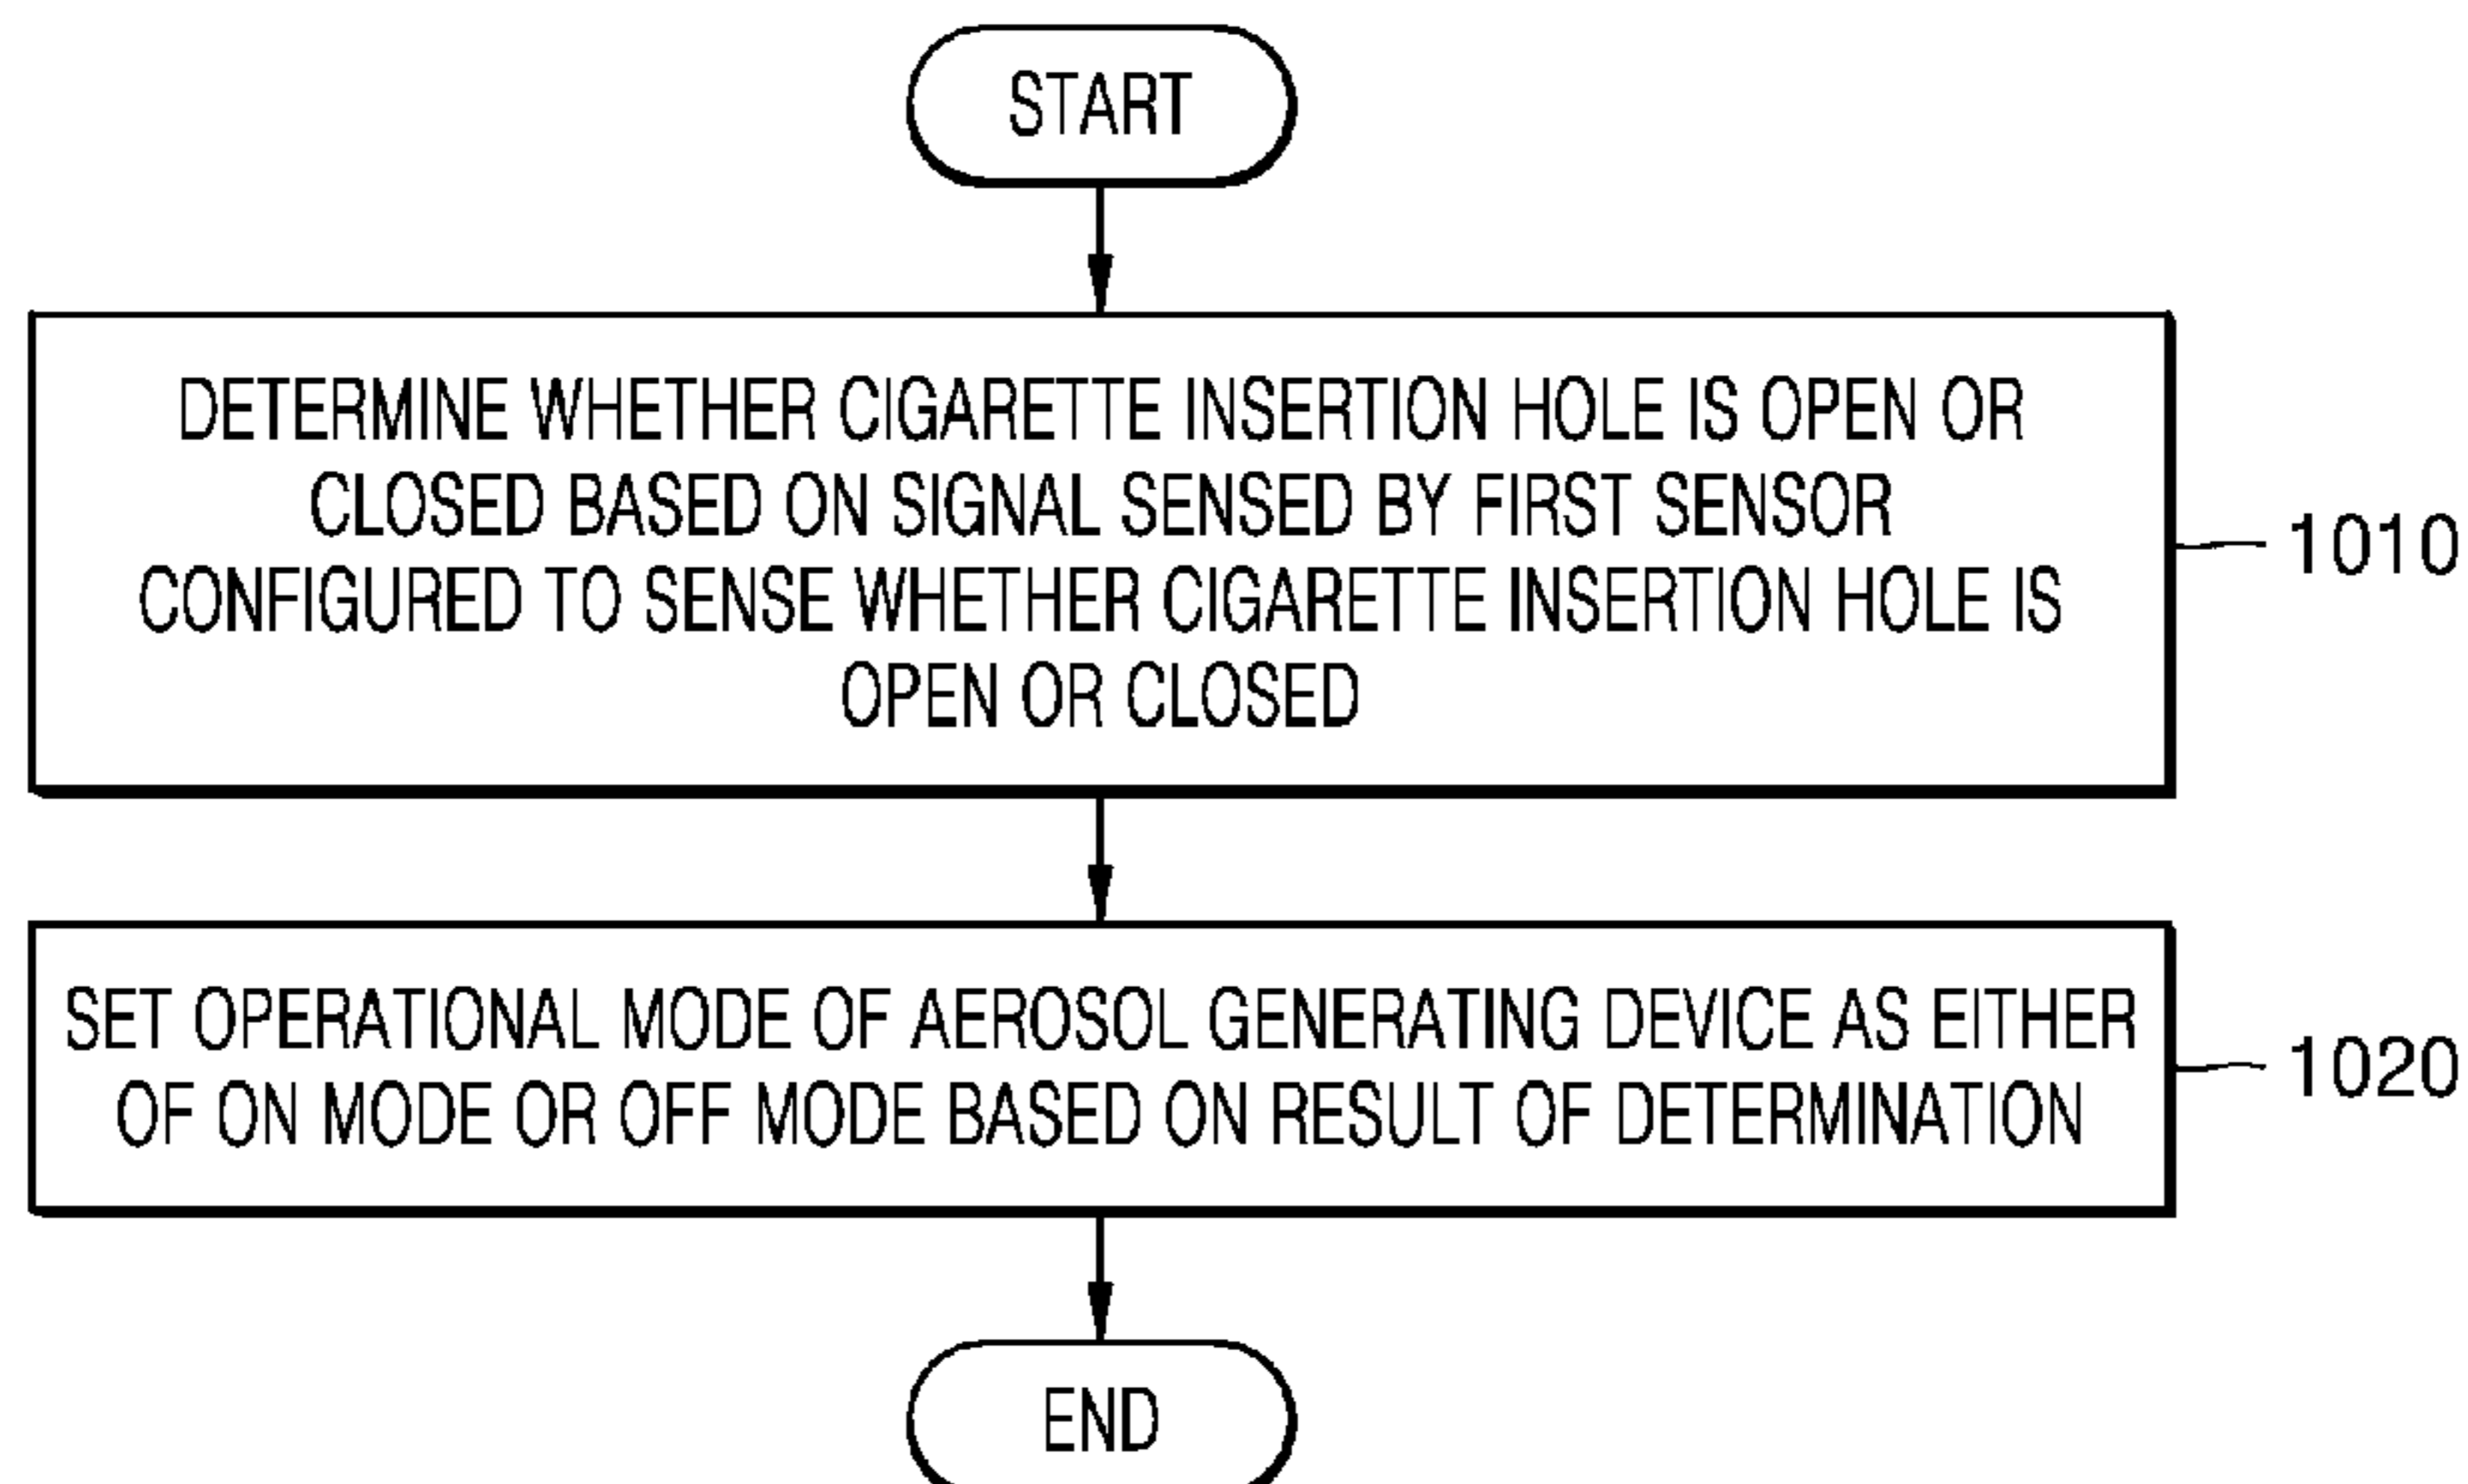 START
DETERMINE WHETHER CIGARETTE INSERTION HOLE IS OPEN OR
CLOSED BASED ON SIGNAL SENSED BY FIRST SENSOR
CONFIGURED TO SENSE WHETHER CIGARETTE INSERTION HOLE IS
OPEN OR CLOSED
1010
SET OPERATIONAL MODE OF AEROSOL GENERATING DEVICE AS EITHER
OF ON MODE OR OFF MODE BASED ON RESULT OF DETERMINATION
1020
END